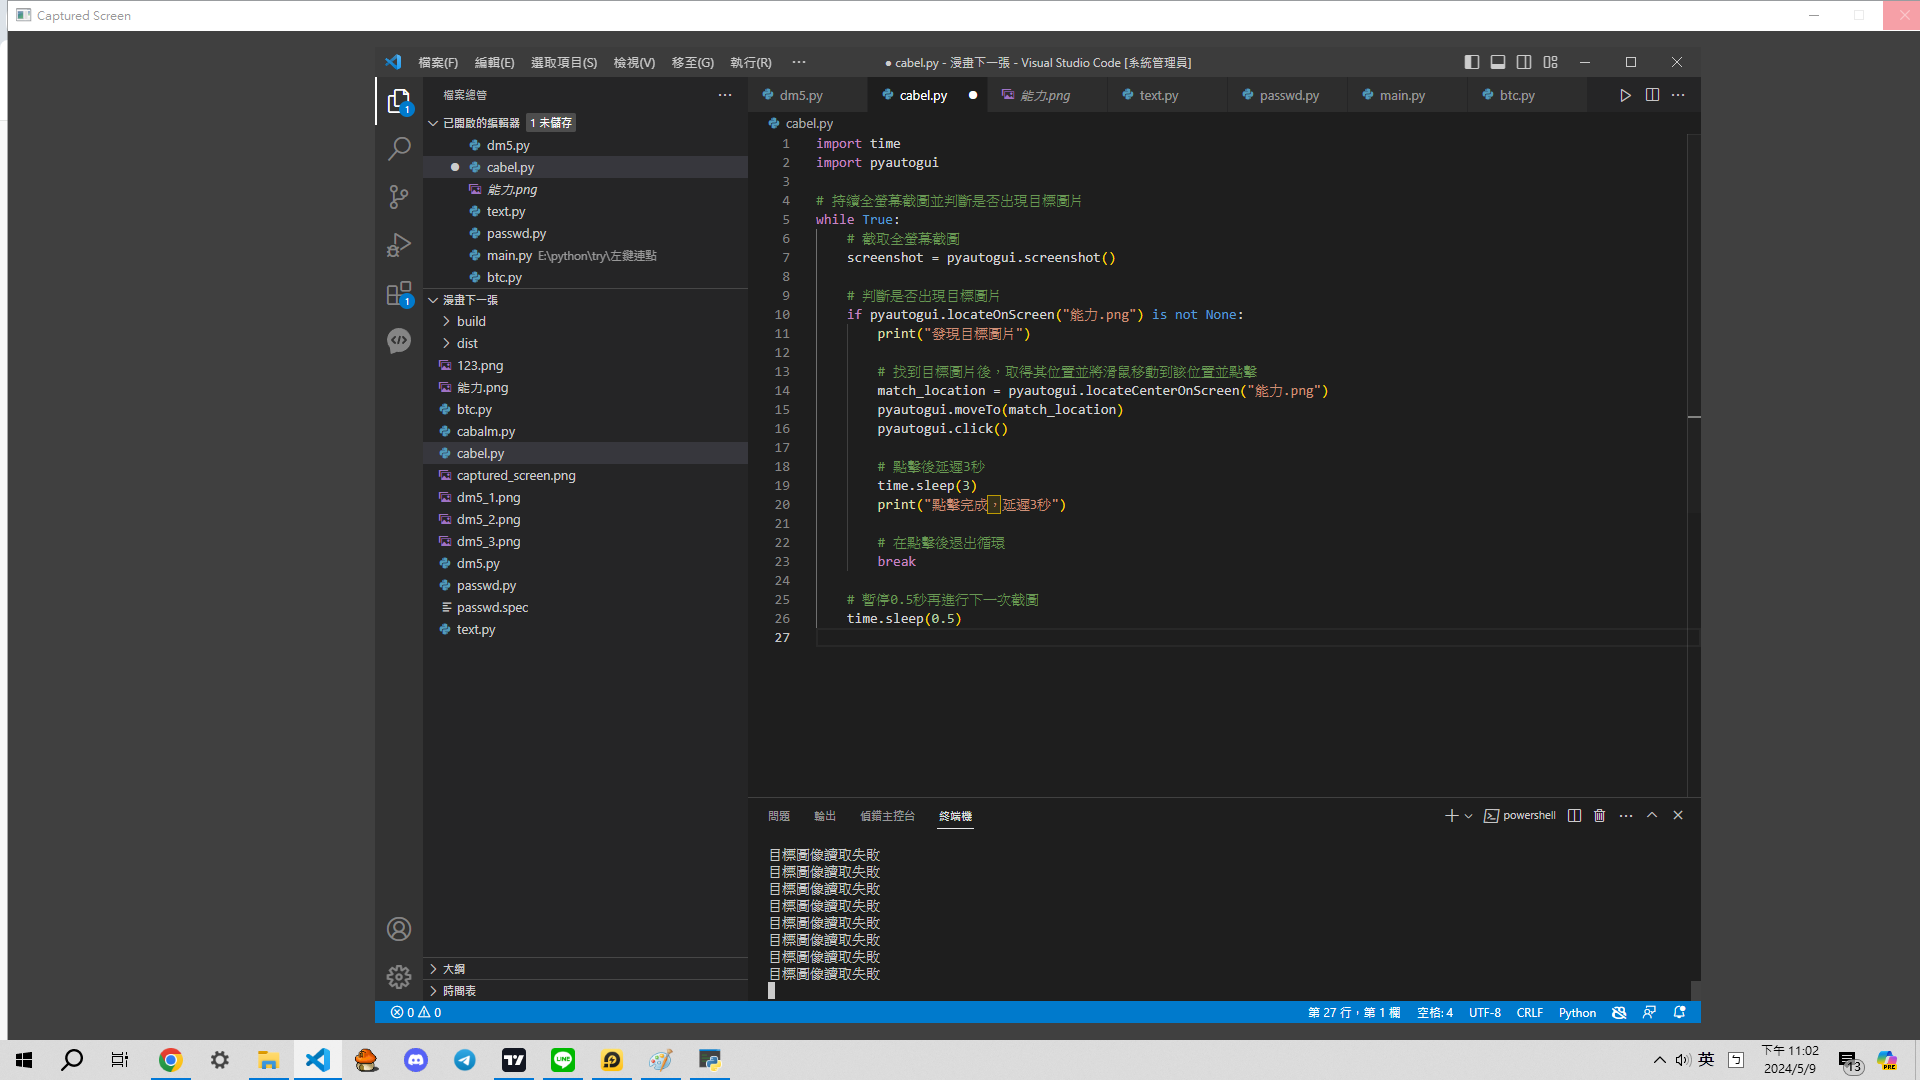 Captured Screen
檔案(F) 編輯(E) 選取項目(S) 檢視(V) 移至(G) 執行(R) ···
● cabel.py - 漫畫下一張 - Visual Studio Code [系統管理員]
檔案總管
已開啟的編輯器 1 未儲存
dm5.py
cabel.py
能力.png
text.py
passwd.py
main.py E:\python\try\左鍵連點
btc.py
漫畫下一張
build
dist
123.png
能力.png
btc.py
cabalm.py
cabel.py
captured_screen.png
dm5_1.png
dm5_2.png
dm5_3.png
dm5.py
passwd.py
passwd.spec
text.py
大綱
時間表
1
1
dm5.py cabel.py 能力.png text.py passwd.py main.py btc.py
cabel.py
1 import time
2 import pyautogui
3
4 # 持續全螢幕截圖並判斷是否出現目標圖片
5 while True:
6 # 截取全螢幕截圖
7 screenshot = pyautogui.screenshot()
8
9 # 判斷是否出現目標圖片
10 if pyautogui.locateOnScreen("能力.png") is not None:
11 print("發現目標圖片")
12
13 # 找到目標圖片後，取得其位置並將滑鼠移動到該位置並點擊
14 match_location = pyautogui.locateCenterOnScreen("能力.png")
15 pyautogui.moveTo(match_location)
16 pyautogui.click()
17
18 # 點擊後延遲3秒
19 time.sleep(3)
20 print("點擊完成，延遲3秒")
21
22 # 在點擊後退出循環
23 break
24
25 # 暫停0.5秒再進行下一次截圖
26 time.sleep(0.5)
27
問題 輸出 偵錯主控台 終端機
powershell
目標圖像讀取失敗
目標圖像讀取失敗
目標圖像讀取失敗
目標圖像讀取失敗
目標圖像讀取失敗
目標圖像讀取失敗
目標圖像讀取失敗
目標圖像讀取失敗
0 0
第 27 行，第 1 欄 空格: 4 UTF-8 CRLF Python
LINE
英 ㄅ
下午 11:02
2024/5/9
13
PRE